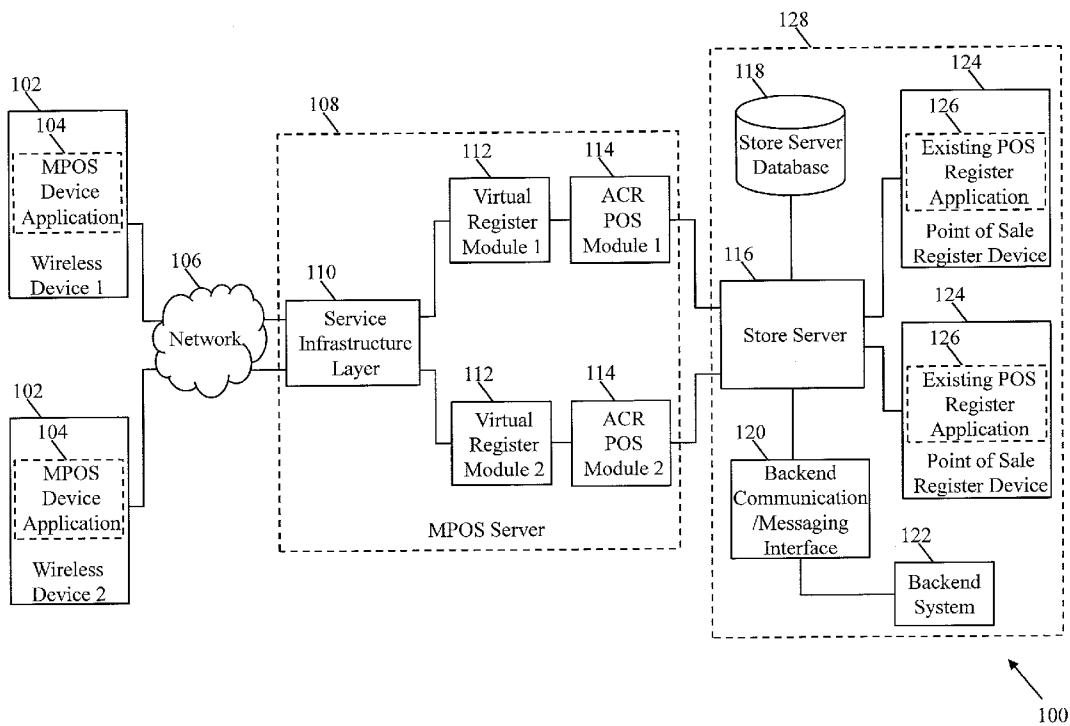 128
102
104
MPOS
Device
Application
Wireless
Device 1
106
Network
102
104
MPOS
Device
Application
Wireless
Device 2
108
110
Service
Infrastructure
Layer
112
Virtual
Register
Module 1
114
ACR
POS
Module 1
112
Virtual
Register
Module 2
114
ACR
POS
Module 2
MPOS Server
118
Store Server
Database
116
Store Server
120
Backend
Communication
/Messaging
Interface
122
Backend
System
124
126
Existing POS
Register
Application
Point of Sale
Register Device
124
126
Existing POS
Register
Application
Point of Sale
Register Device
100